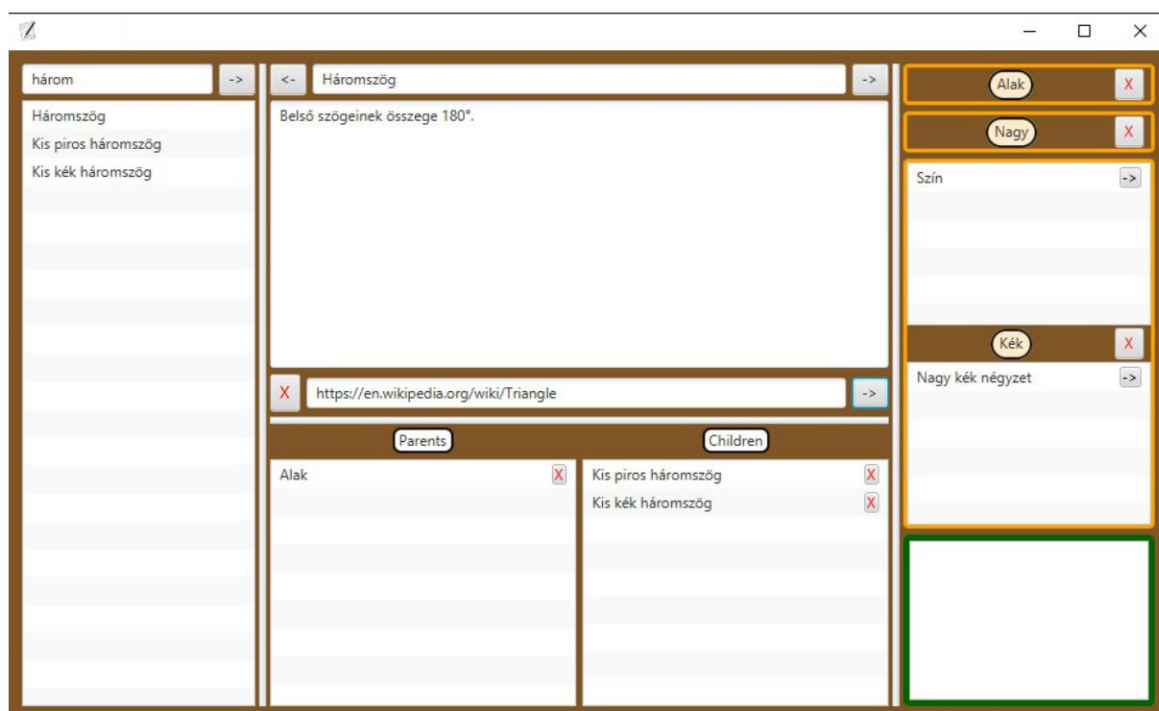 három
->
Háromszög
Kis piros háromszög
Kis kék háromszög
<-
Háromszög
->
Belső szögeinek összege 180°.
X
https://en.wikipedia.org/wiki/Triangle
->
Parents
Alak
X
Children
Kis piros háromszög
X
Kis kék háromszög
X
Alak
X
Nagy
X
Szín
->
Kék
X
Nagy kék négyzet
->